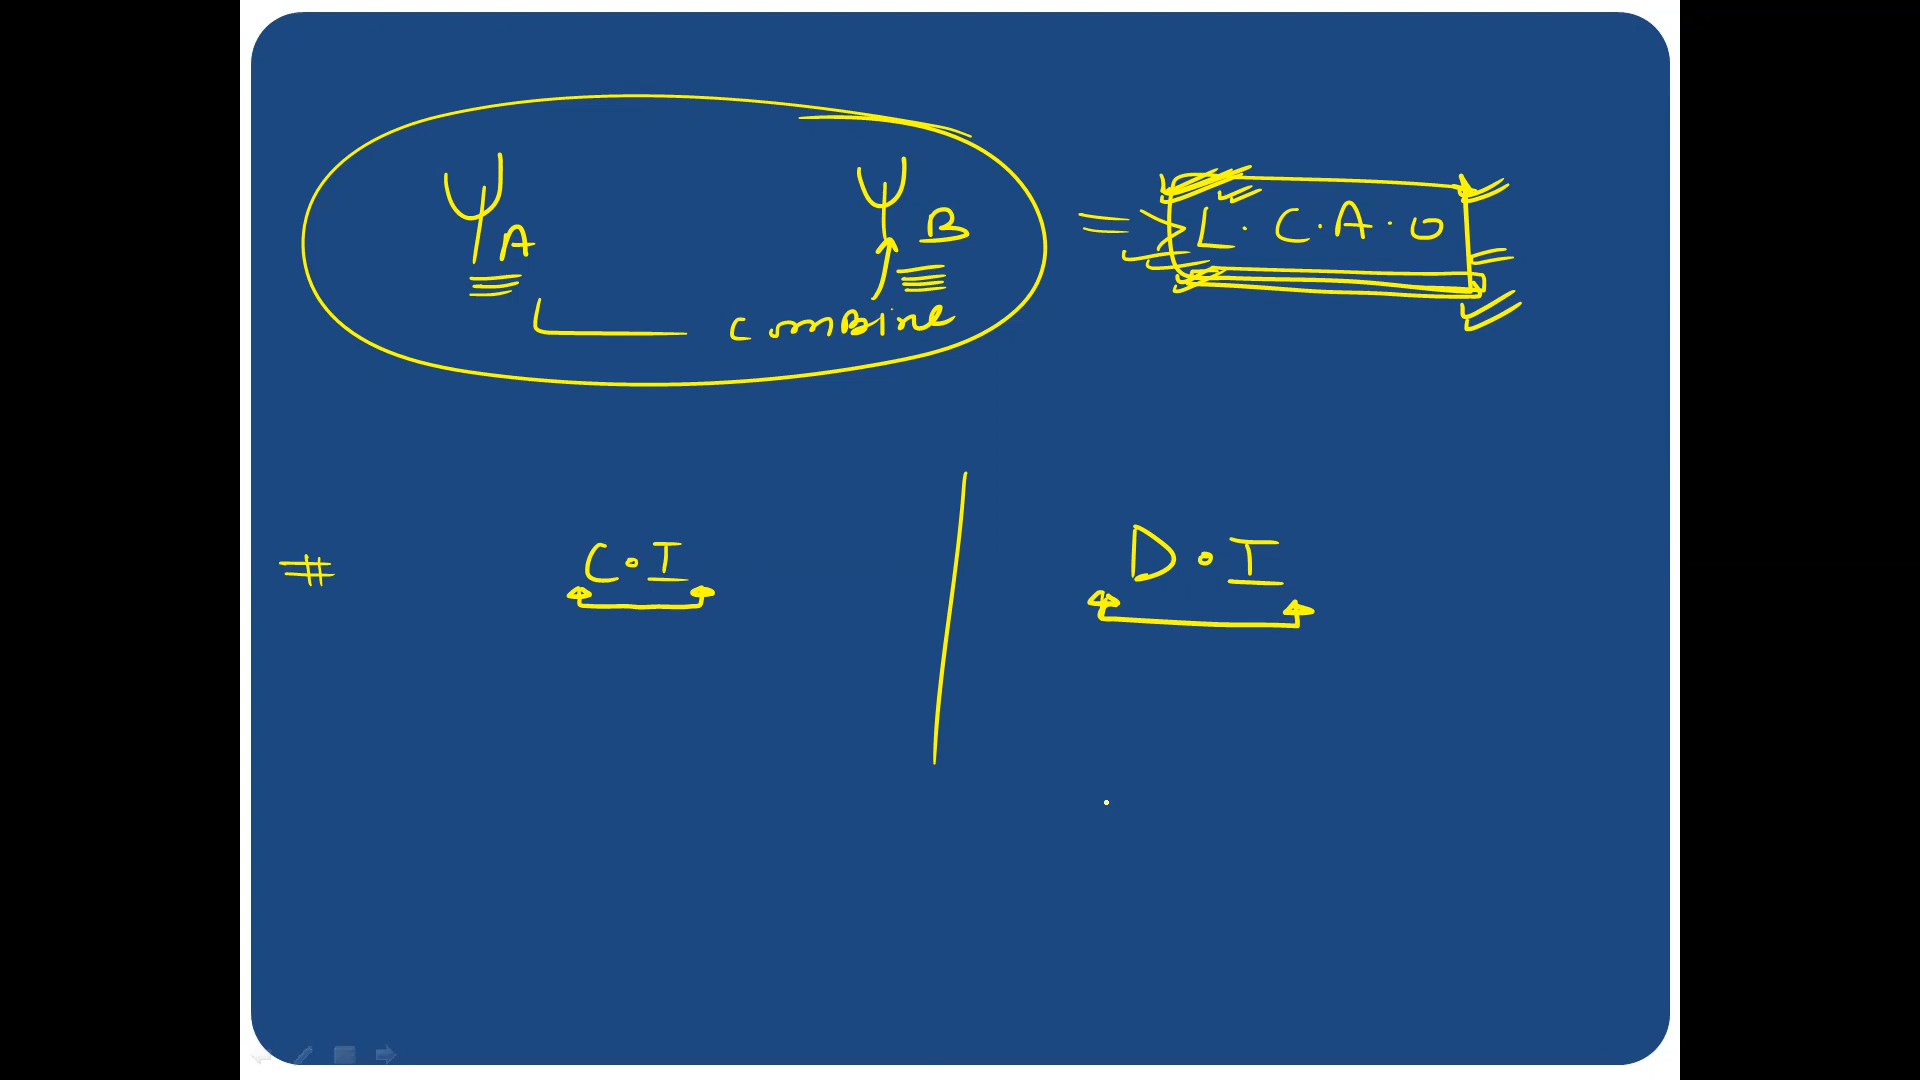 ψA ψB ⇒ L.C.A.O
combine
# C.I D.I